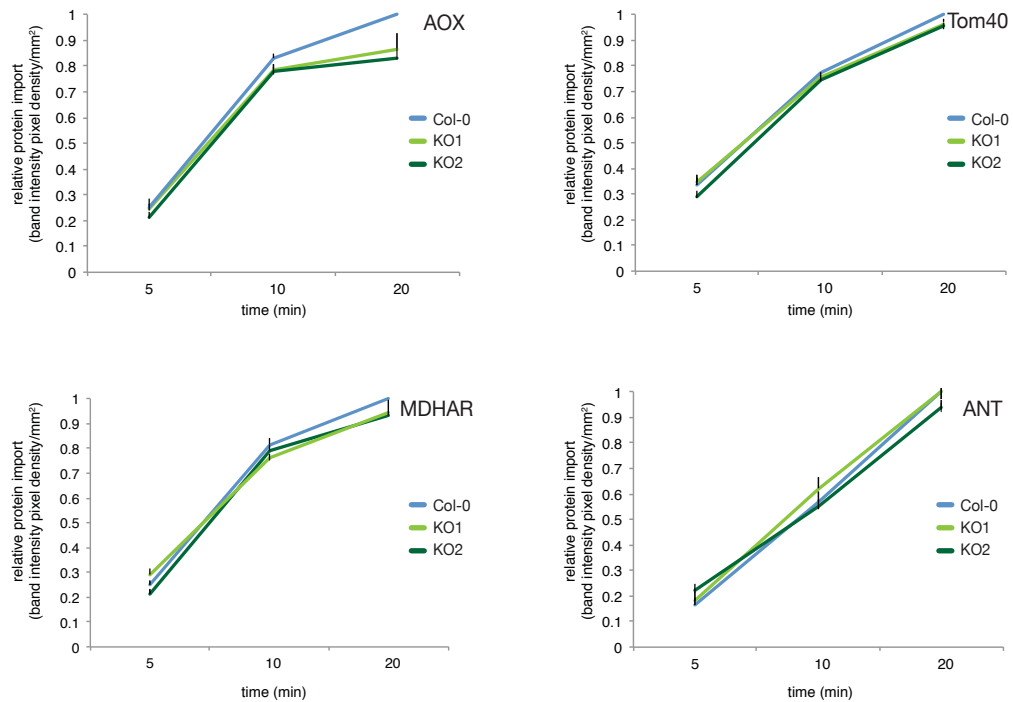 AOX
relative protein import
(band intensity pixel density/mm²)
1
0.9
0.8
0.7
0.6
0.5
0.4
0.3
0.2
0.1
0
5
10
20
time (min)
Col-0
KO1
KO2
Tom40
relative protein import
(band intensity pixel density/mm²)
1
0.9
0.8
0.7
0.6
0.5
0.4
0.3
0.2
0.1
0
5
10
20
time (min)
Col-0
KO1
KO2
MDHAR
relative protein import
(band intensity pixel density/mm²)
1
0.9
0.8
0.7
0.6
0.5
0.4
0.3
0.2
0.1
0
5
10
20
time (min)
Col-0
KO1
KO2
ANT
relative protein import
(band intensity pixel density/mm²)
1
0.9
0.8
0.7
0.6
0.5
0.4
0.3
0.2
0.1
0
5
10
20
time (min)
Col-0
KO1
KO2